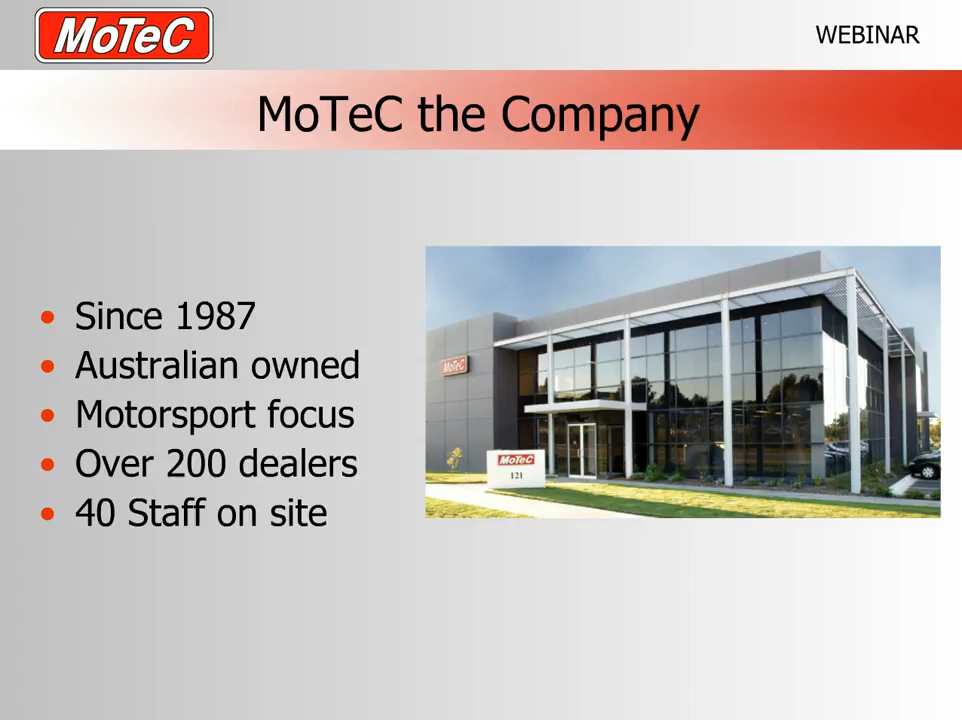 MoTeC
WEBINAR
MoTeC the Company
• Since 1987
• Australian owned
• Motorsport focus
• Over 200 dealers
• 40 Staff on site
MoTeC
MoTeC
121